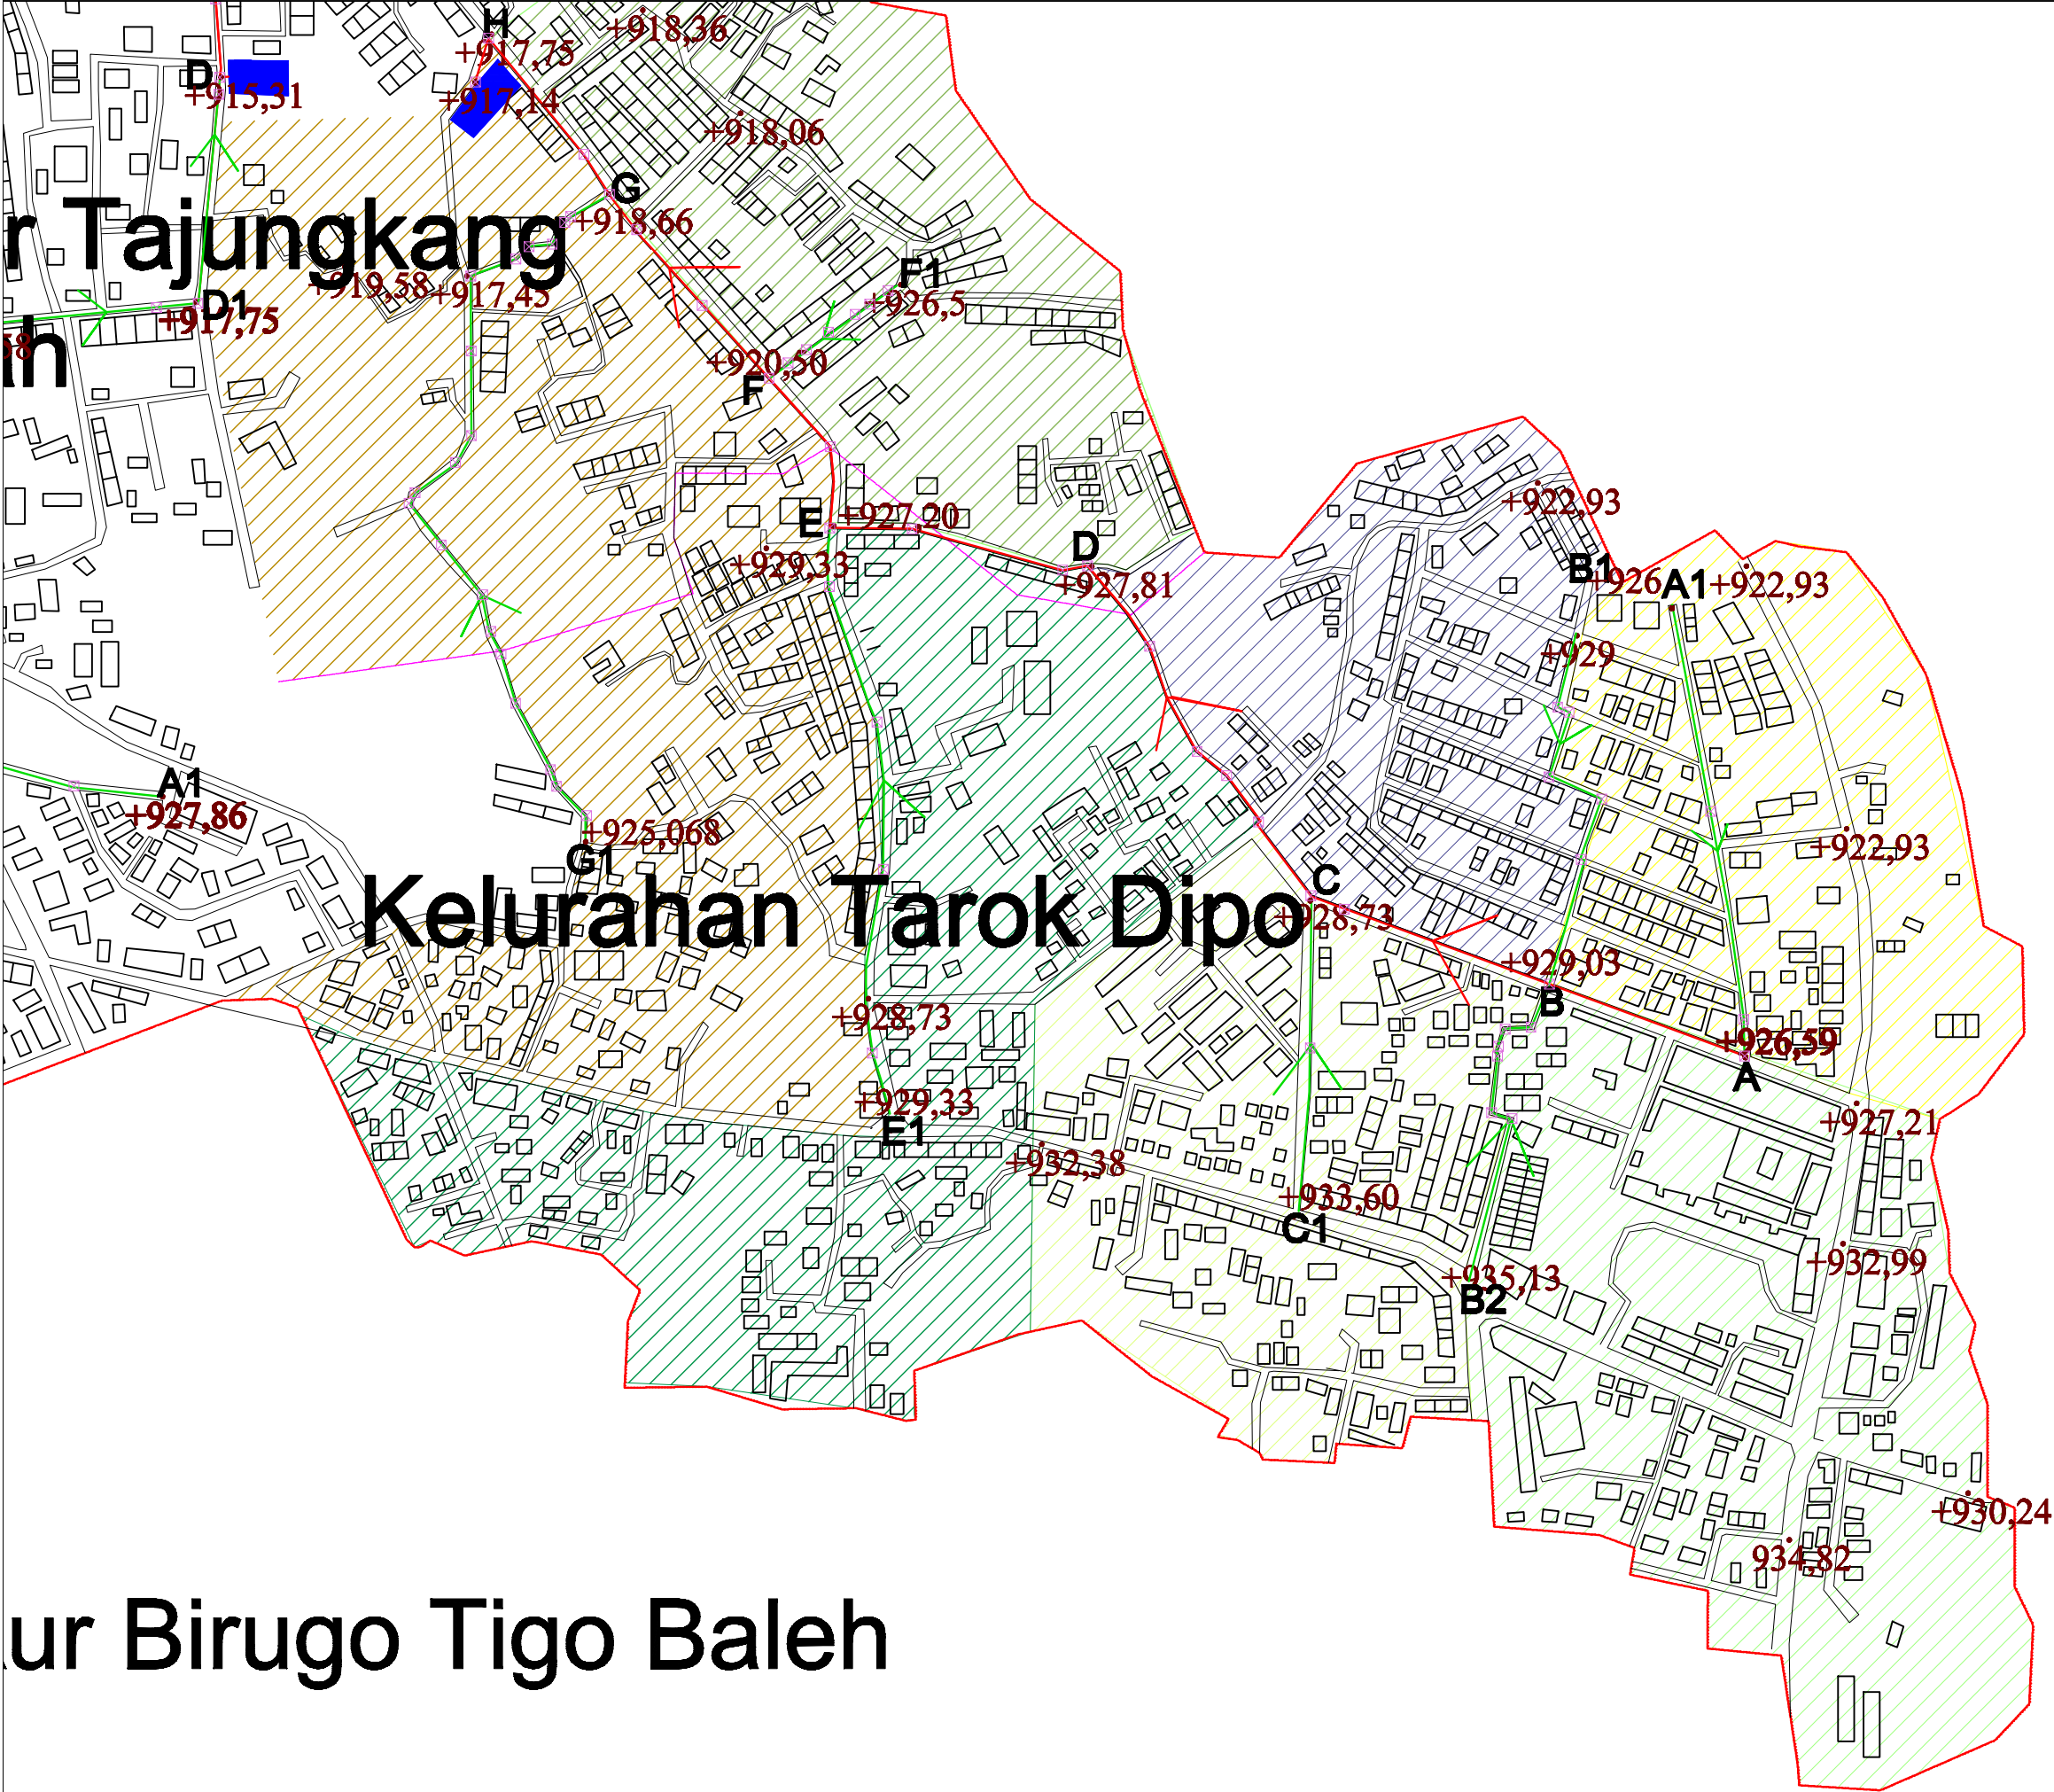 H
+917,75
+918,36
D
+915,31
+917,14
+918,06
G
+918,66
r Tajungkang
+919,58
+917,45
F1
+926,5
D1
+917,75
58
ah
+920,50
F
E
+927,20
+929,33
D
+927,81
+922,93
B1
+926
A1
+922,93
+929
A1
+927,86
+925,068
G1
+922,93
Kelurahan Tarok Dipo
C
+928,73
+929,03
B
+928,73
+926,59
A
+929,33
E1
+927,21
+932,38
+933,60
C1
+935,13
B2
+932,99
+930,24
934,82
ur Birugo Tigo Baleh